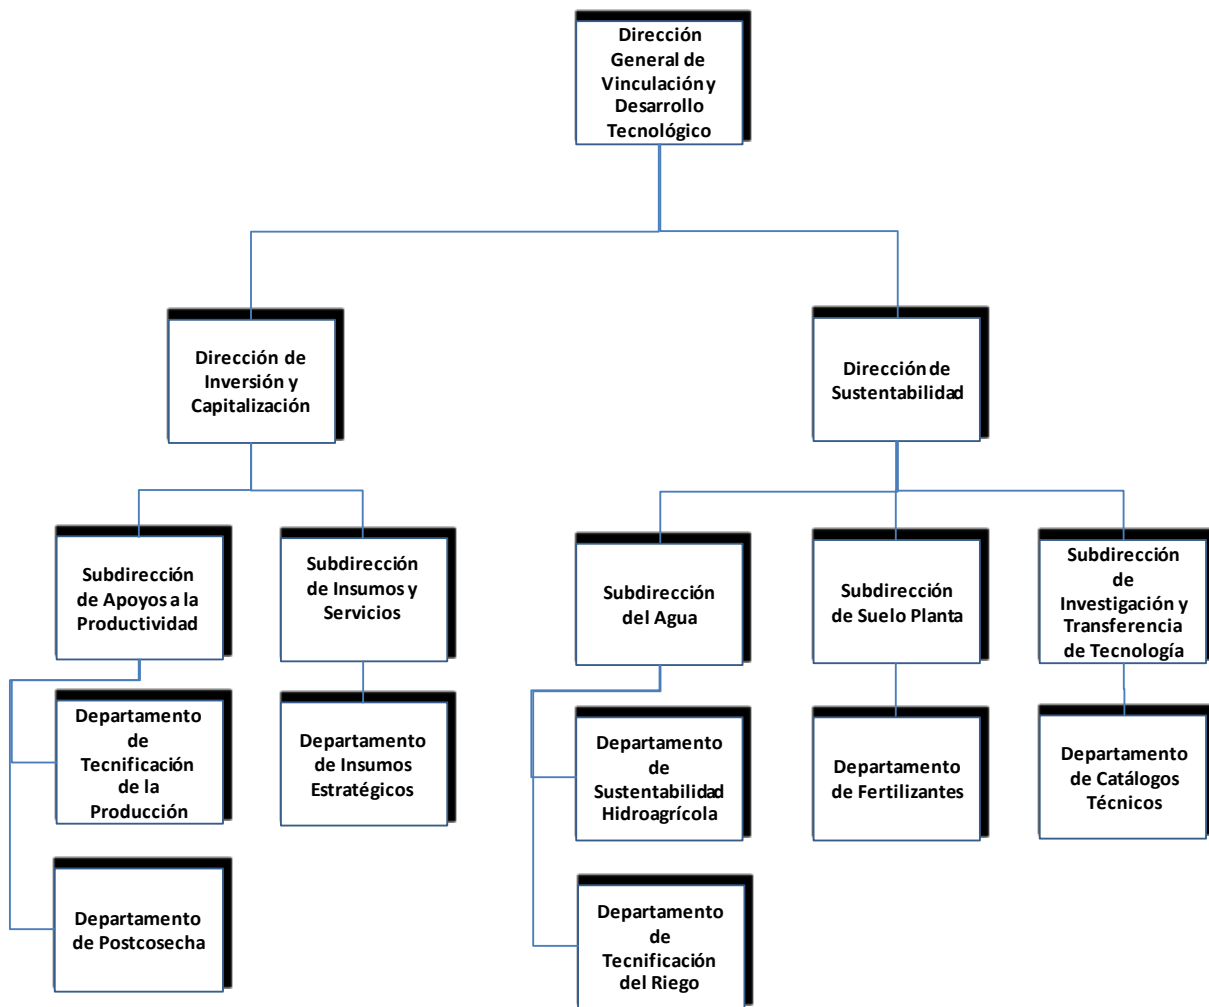 Dirección
General de
Vinculación y
Desarrollo
Tecnológico
Dirección de
Inversión y
Capitalización
Dirección de
Sustentabilidad
Subdirección
de Apoyos a la
Productividad
Subdirección
de Insumos y
Servicios
Subdirección
del Agua
Subdirección
de Suelo Planta
Subdirección
de
Investigación y
Transferencia
de Tecnología
Departamento
de
Tecnificación
de la
Producción
Departamento
de Insumos
Estratégicos
Departamento
de
Sustentabilidad
Hidroagrícola
Departamento
de Fertilizantes
Departamento
de Catálogos
Técnicos
Departamento
de Postcosecha
Departamento
de
Tecnificación
del Riego